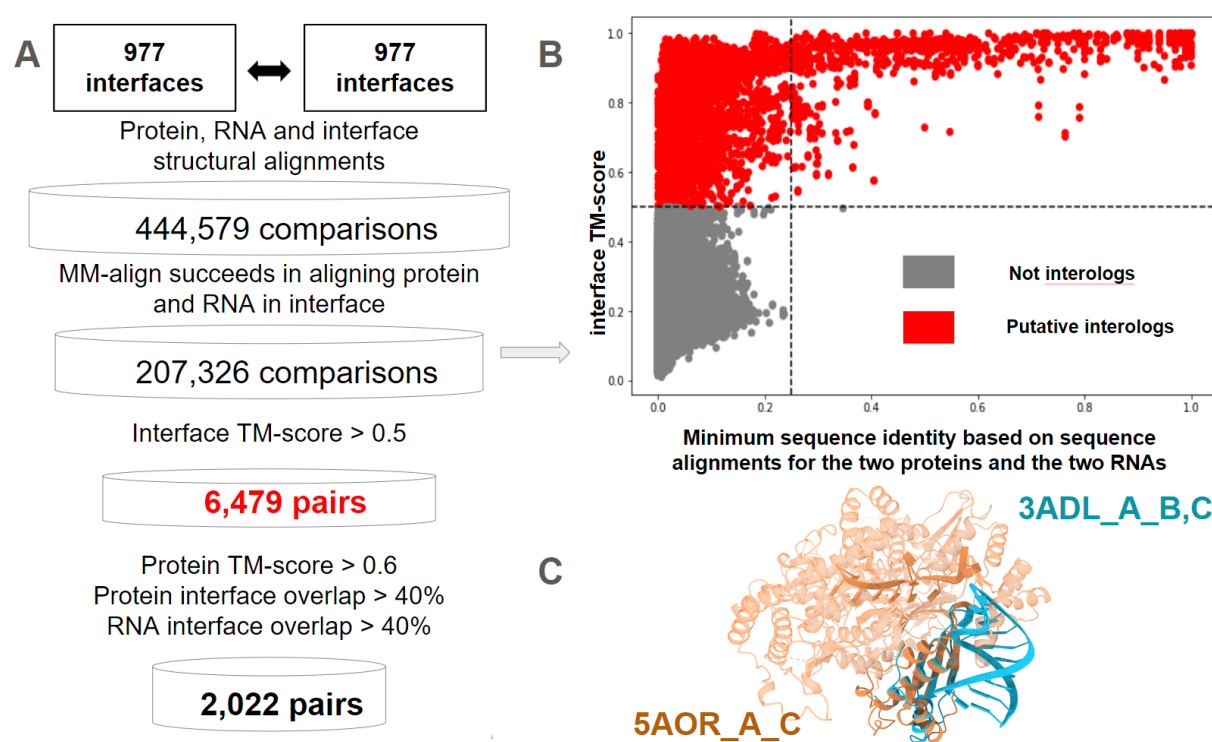 A
977
interfaces
977
interfaces
Protein, RNA and interface
structural alignments
444,579 comparisons
MM-align succeeds in aligning protein
and RNA in interface
207,326 comparisons
Interface TM-score > 0.5
6,479 pairs
Protein TM-score > 0.6
Protein interface overlap > 40%
RNA interface overlap > 40%
2,022 pairs
B
interface TM-score
1.0
0.8
0.6
0.4
0.2
0.0
Not interologs
Putative interologs
0.0 0.2 0.4 0.6 0.8 1.0
Minimum sequence identity based on sequence
alignments for the two proteins and the two RNAs
C
3ADL_A_B,C
5AOR_A_C